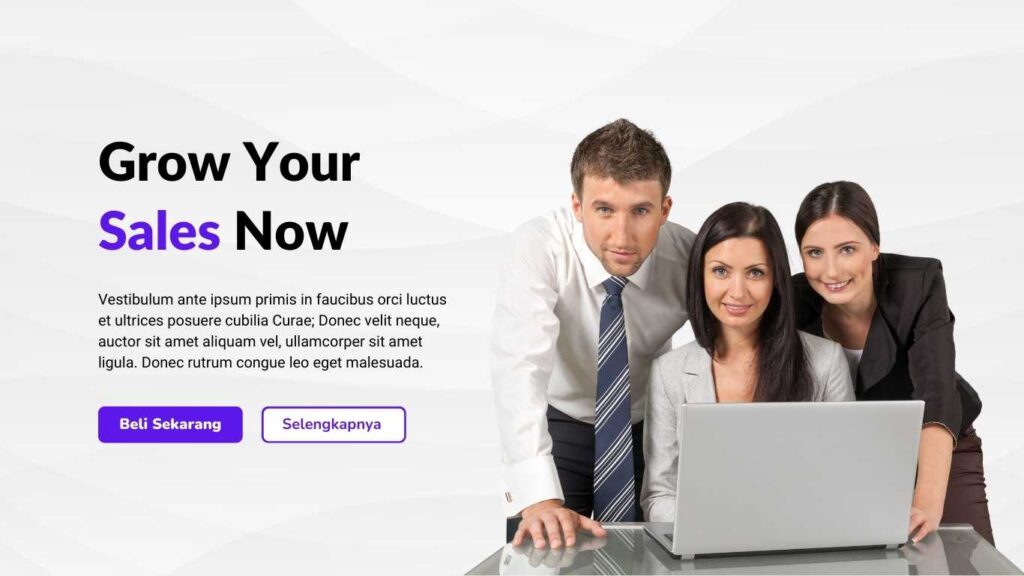 Grow Your
Sales Now
Vestibulum ante ipsum primis in faucibus orci luctus
et ultrices posuere cubilia Curae; Donec velit neque,
auctor sit amet aliquam vel, ullamcorper sit amet
ligula. Donec rutrum congue leo eget malesuada.
Beli Sekarang
Selengkapnya